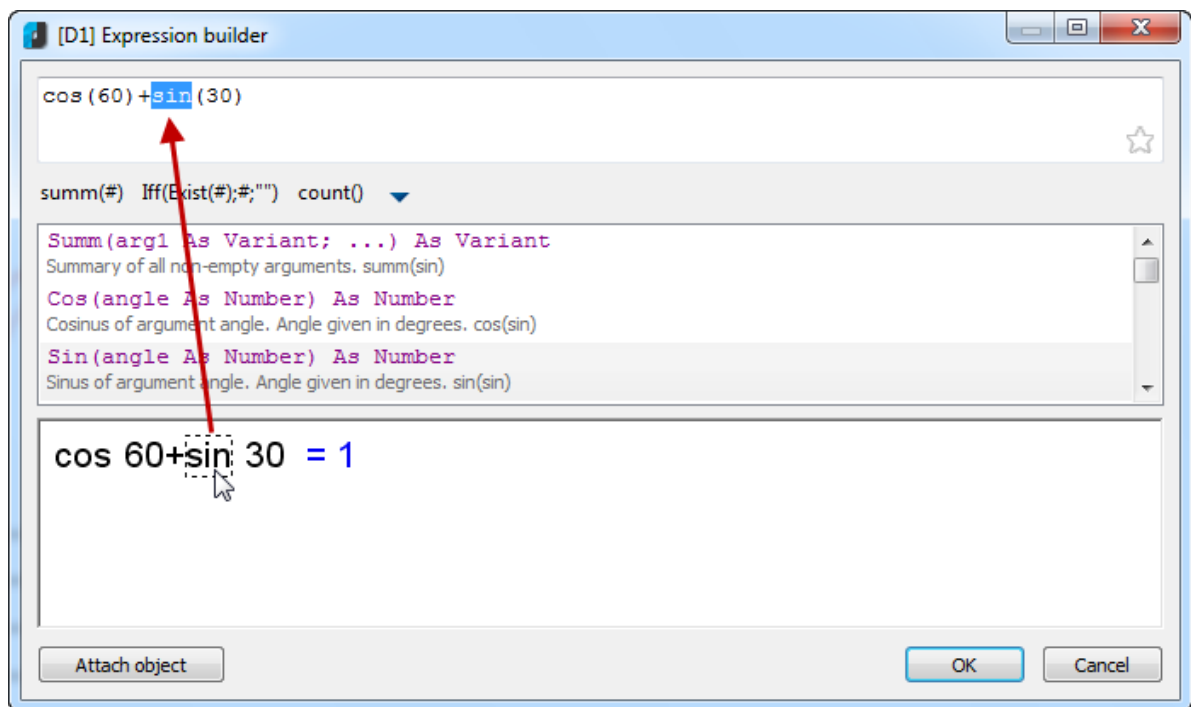 [D1] Expression builder
cos(60)+sin(30)
summ(#) Iff(Exist(#);#;"") count()
Summ(arg1 As Variant; ...) As Variant
Summary of all non-empty arguments. summ(sin)
Cos(angle As Number) As Number
Cosinus of argument angle. Angle given in degrees. cos(sin)
Sin(angle As Number) As Number
Sinus of argument angle. Angle given in degrees. sin(sin)
cos 60+sin 30 = 1
Attach object OK Cancel